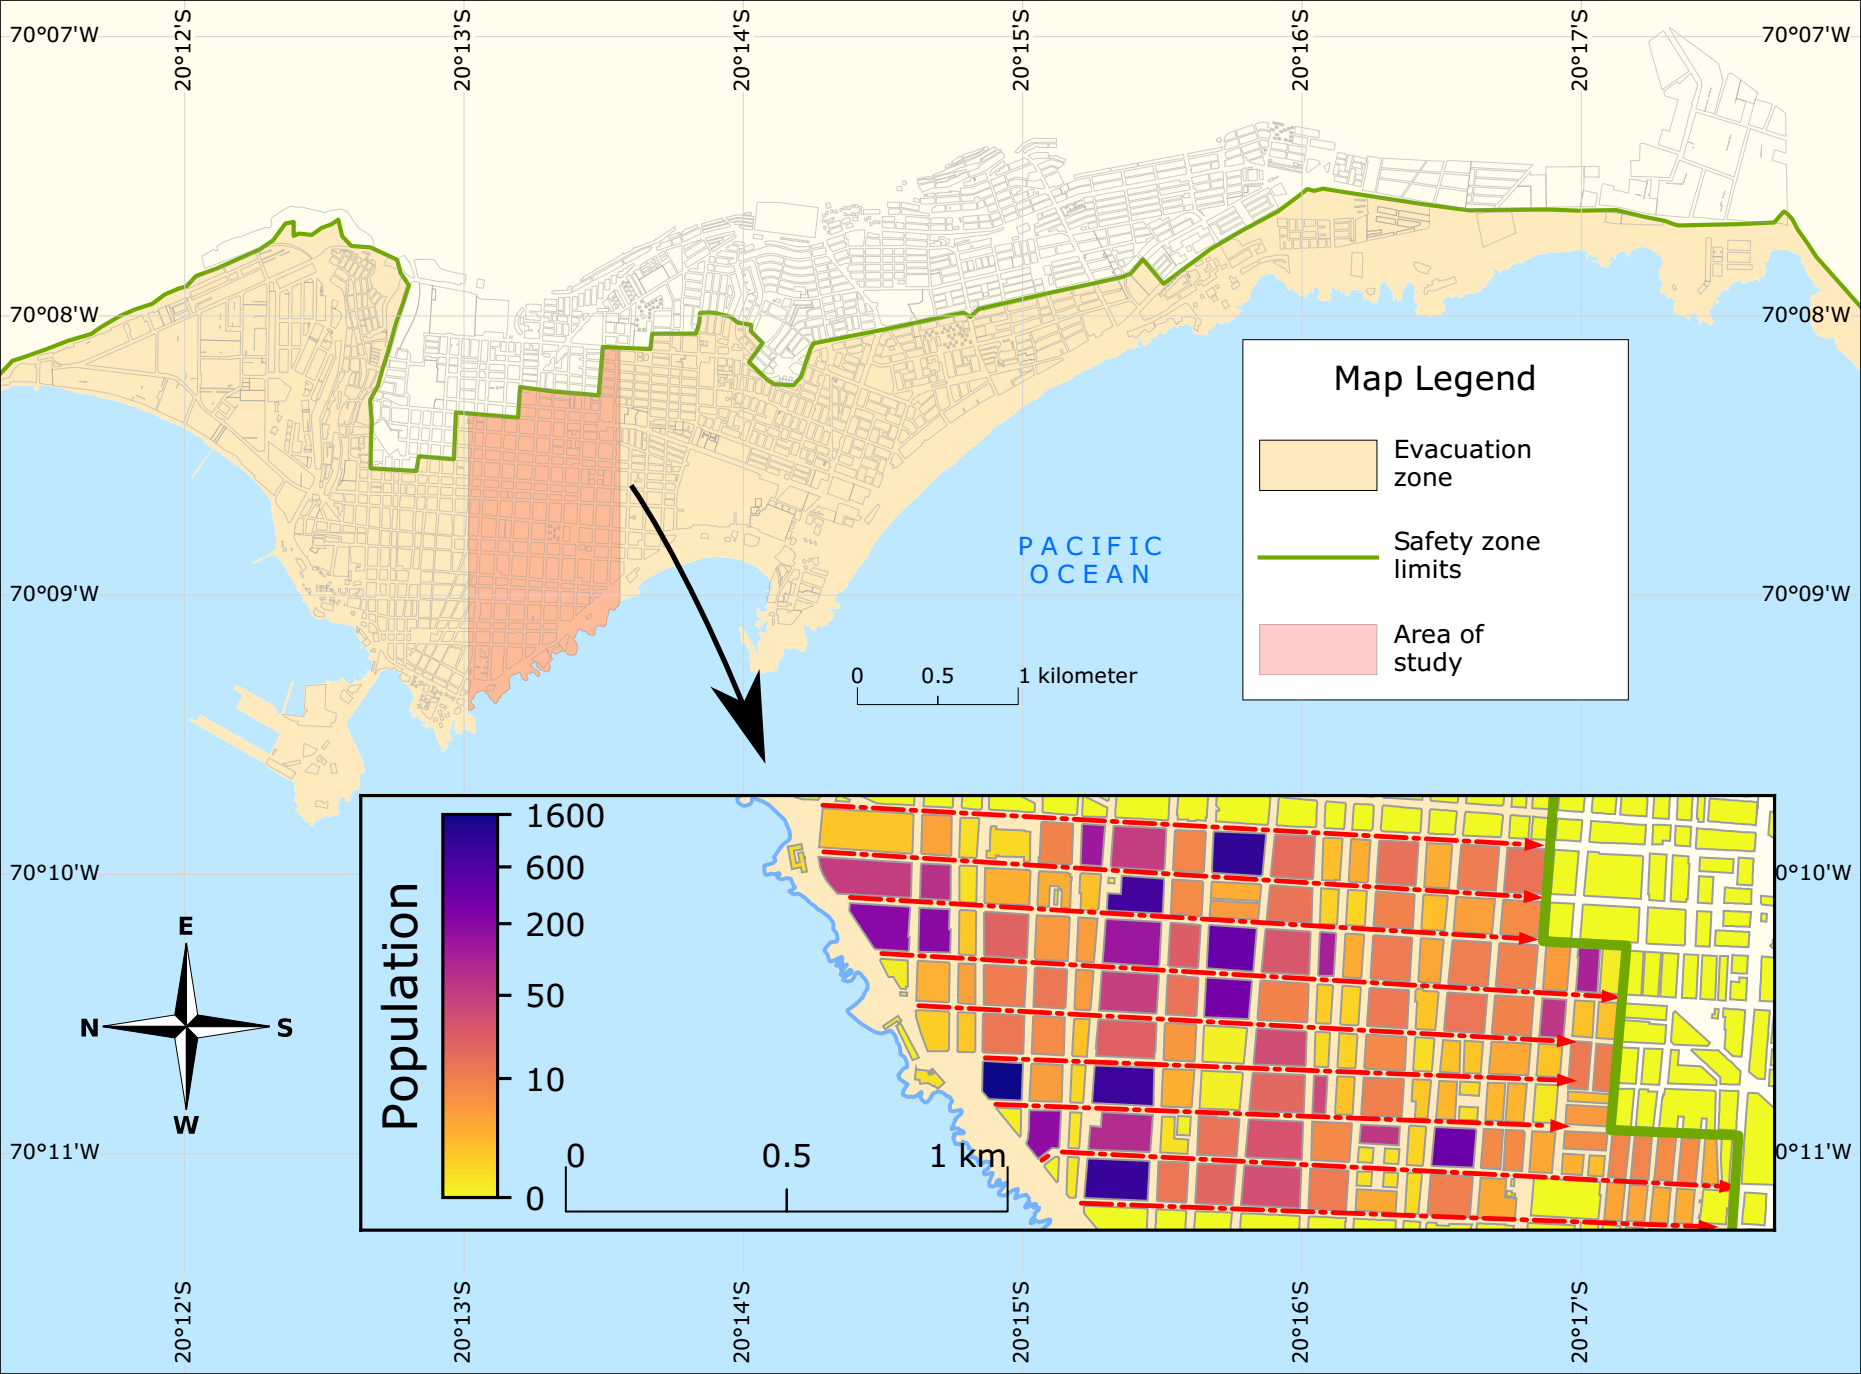 20°12'S
20°13'S
20°14'S
20°15'S
20°16'S
20°17'S
70°07'W
70°07'W
70°08'W
70°08'W
Map Legend
Evacuation
zone
Safety zone
limits
Area of
study
PACIFIC
OCEAN
70°09'W
70°09'W
0
0.5
1 kilometer
70°10'W
0°10'W
Population
1600
600
200
50
10
0
0
0.5
1 km
E
N
S
W
70°11'W
0°11'W
20°12'S
20°13'S
20°14'S
20°15'S
20°16'S
20°17'S